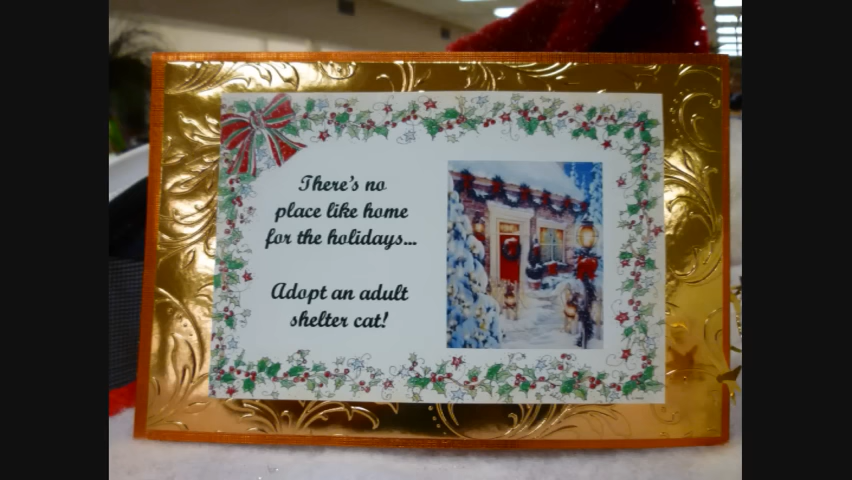 There's no
place like home
for the holidays...
Adopt an adult
shelter cat!